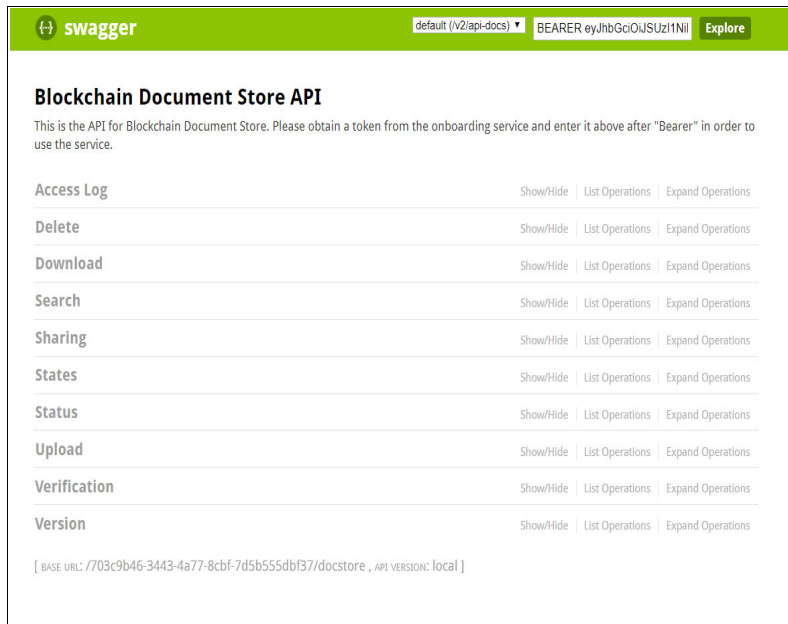 swagger default (/v2/api-docs) BEARER eyJhbGciOiJSUzI1NiI Explore
Blockchain Document Store API
This is the API for Blockchain Document Store. Please obtain a token from the onboarding service and enter it above after "Bearer" in order to
use the service.
Access Log Show/Hide List Operations Expand Operations
Delete Show/Hide List Operations Expand Operations
Download Show/Hide List Operations Expand Operations
Search Show/Hide List Operations Expand Operations
Sharing Show/Hide List Operations Expand Operations
States Show/Hide List Operations Expand Operations
Status Show/Hide List Operations Expand Operations
Upload Show/Hide List Operations Expand Operations
Verification Show/Hide List Operations Expand Operations
Version Show/Hide List Operations Expand Operations
[ BASE URL: /703c9b46-3443-4a77-8cbf-7d5b555dbf37/docstore , API VERSION: local ]